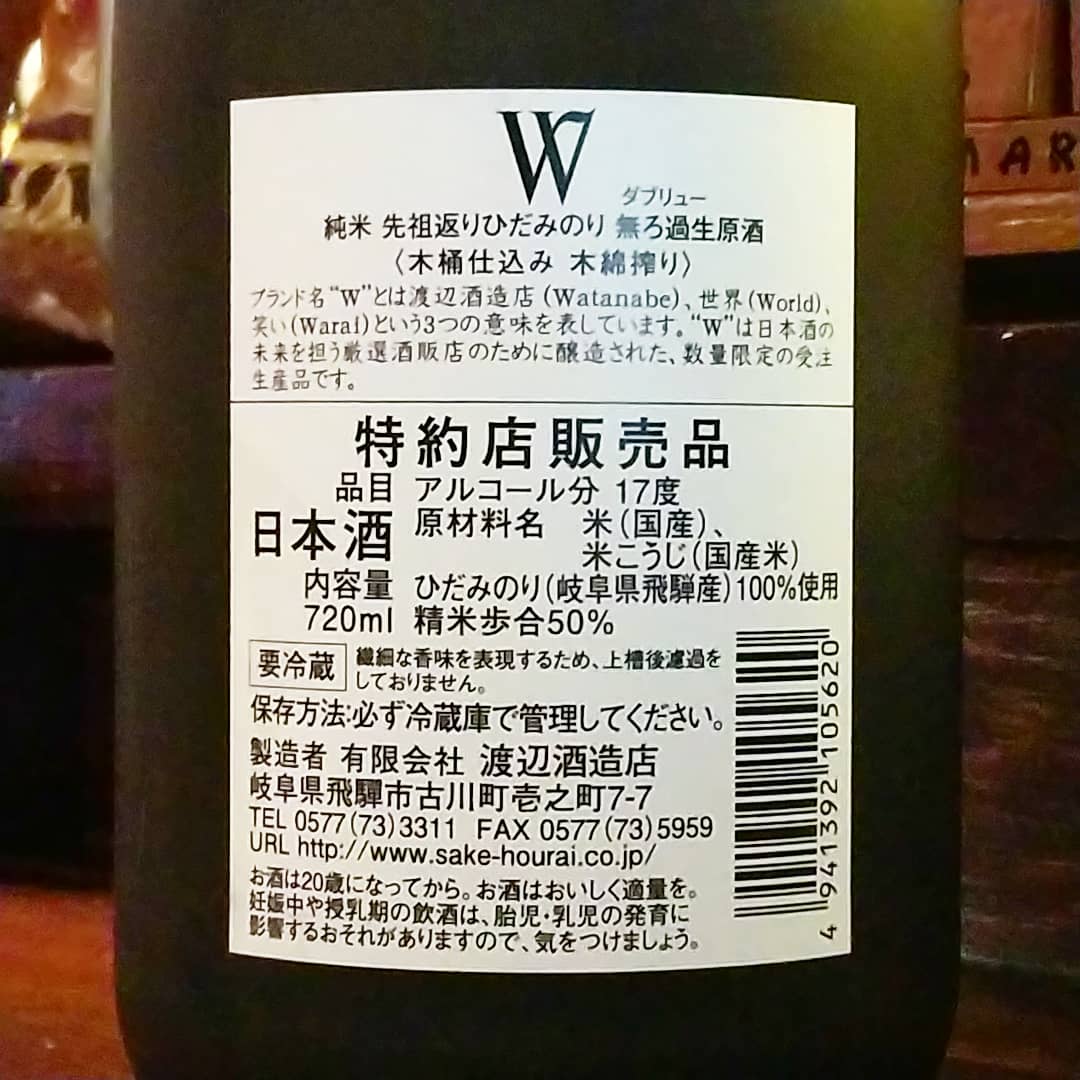 W
ダブリュー
純米 先祖返りひだみのり 無ろ過生原酒
〈木桶仕込み 木綿搾り〉
ブランド名“W”とは渡辺酒造店(Watanabe)、世界(World)、
笑い(Warai)という3つの意味を表しています。“W”は日本酒の
未来を担う厳選酒販店のために醸造された、数量限定の受注
生産品です。
特約店販売品
品目 アルコール分 17度
日本酒 原材料名 米(国産)、
米こうじ(国産米)
内容量 ひだみのり(岐阜県飛騨産)100%使用
720ml 精米歩合50%
要冷蔵 繊細な香味を表現するため、上槽後濾過を
しておりません。
保存方法:必ず冷蔵庫で管理してください。
製造者 有限会社 渡辺酒造店
岐阜県飛騨市古川町壱之町7-7
TEL 0577(73)3311 FAX 0577(73)5959
URL http://www.sake-hourai.co.jp/
お酒は20歳になってから。お酒はおいしく適量を。
妊娠中や授乳期の飲酒は、胎児・乳児の発育に
影響するおそれがありますので、気をつけましょう。
4 941392 105620
MAR